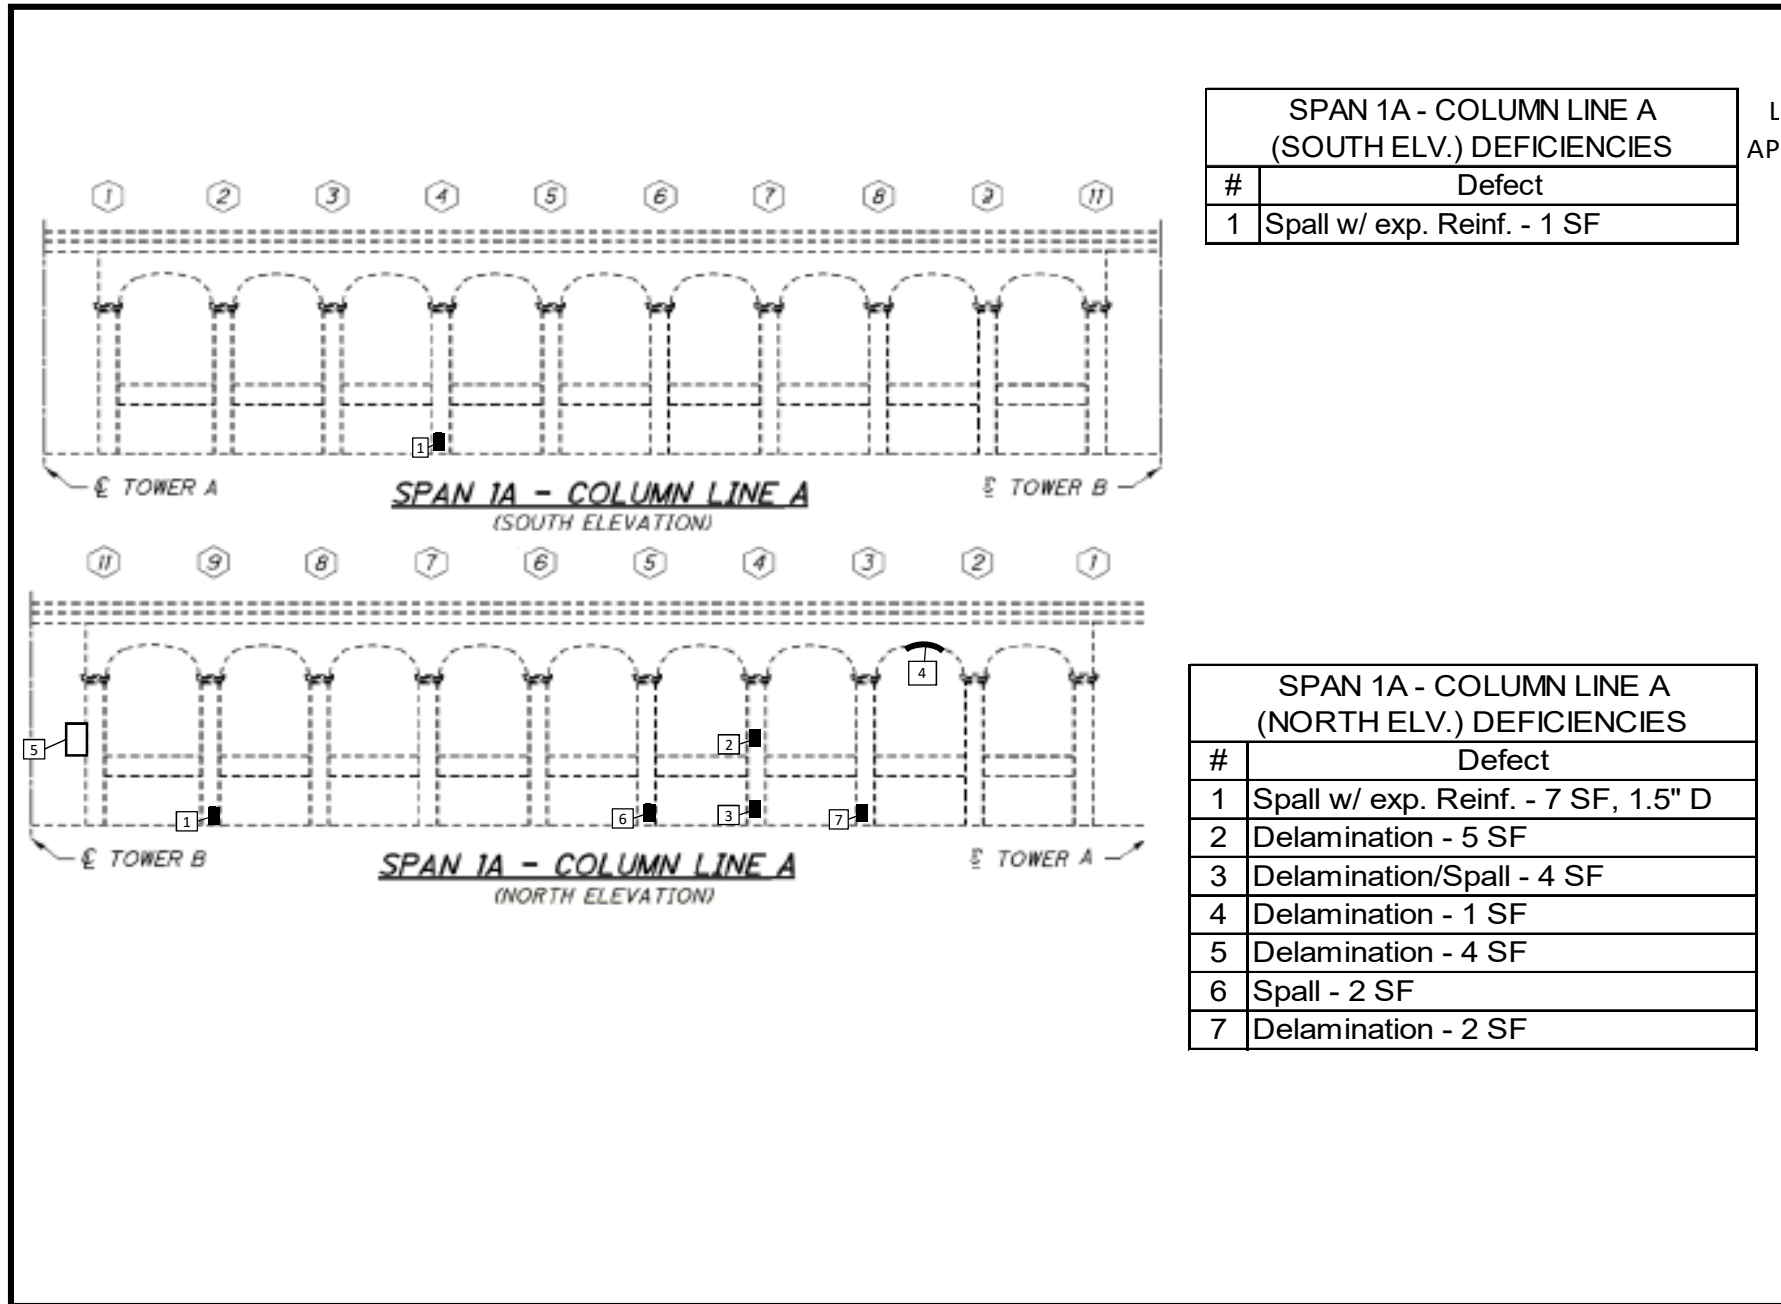 SPAN 1A - COLUMN LINE A
(SOUTH ELV.) DEFICIENCIES
# Defect
1 Spall w/ exp. Reinf. - 1 SF
L
AP
1 2 3 4 5 6 7 8 9 11
1
℄ TOWER A
SPAN 1A - COLUMN LINE A
(SOUTH ELEVATION)
TOWER B
11 9 8 7 6 5 4 3 2 1
4
5
2
1
6
3
7
℄ TOWER B
SPAN 1A - COLUMN LINE A
(NORTH ELEVATION)
TOWER A
SPAN 1A - COLUMN LINE A
(NORTH ELV.) DEFICIENCIES
# Defect
1 Spall w/ exp. Reinf. - 7 SF, 1.5" D
2 Delamination - 5 SF
3 Delamination/Spall - 4 SF
4 Delamination - 1 SF
5 Delamination - 4 SF
6 Spall - 2 SF
7 Delamination - 2 SF